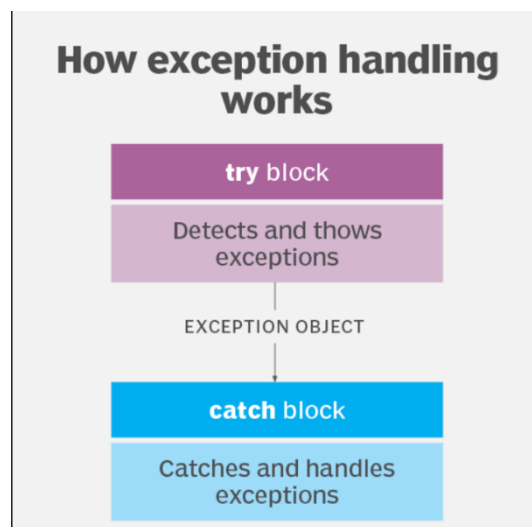 How exception handling
works
try block
Detects and thows
exceptions
EXCEPTION OBJECT
catch block
Catches and handles
exceptions